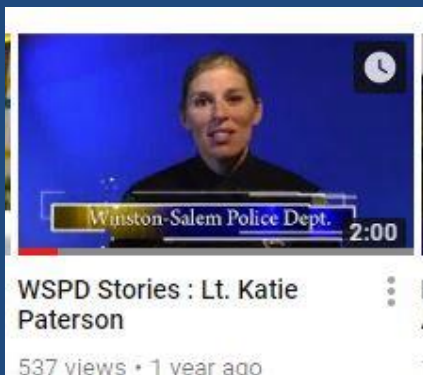 Winston-Salem Police Dept.
2:00
WSPD Stories : Lt. Katie
Paterson
537 views • 1 year ago